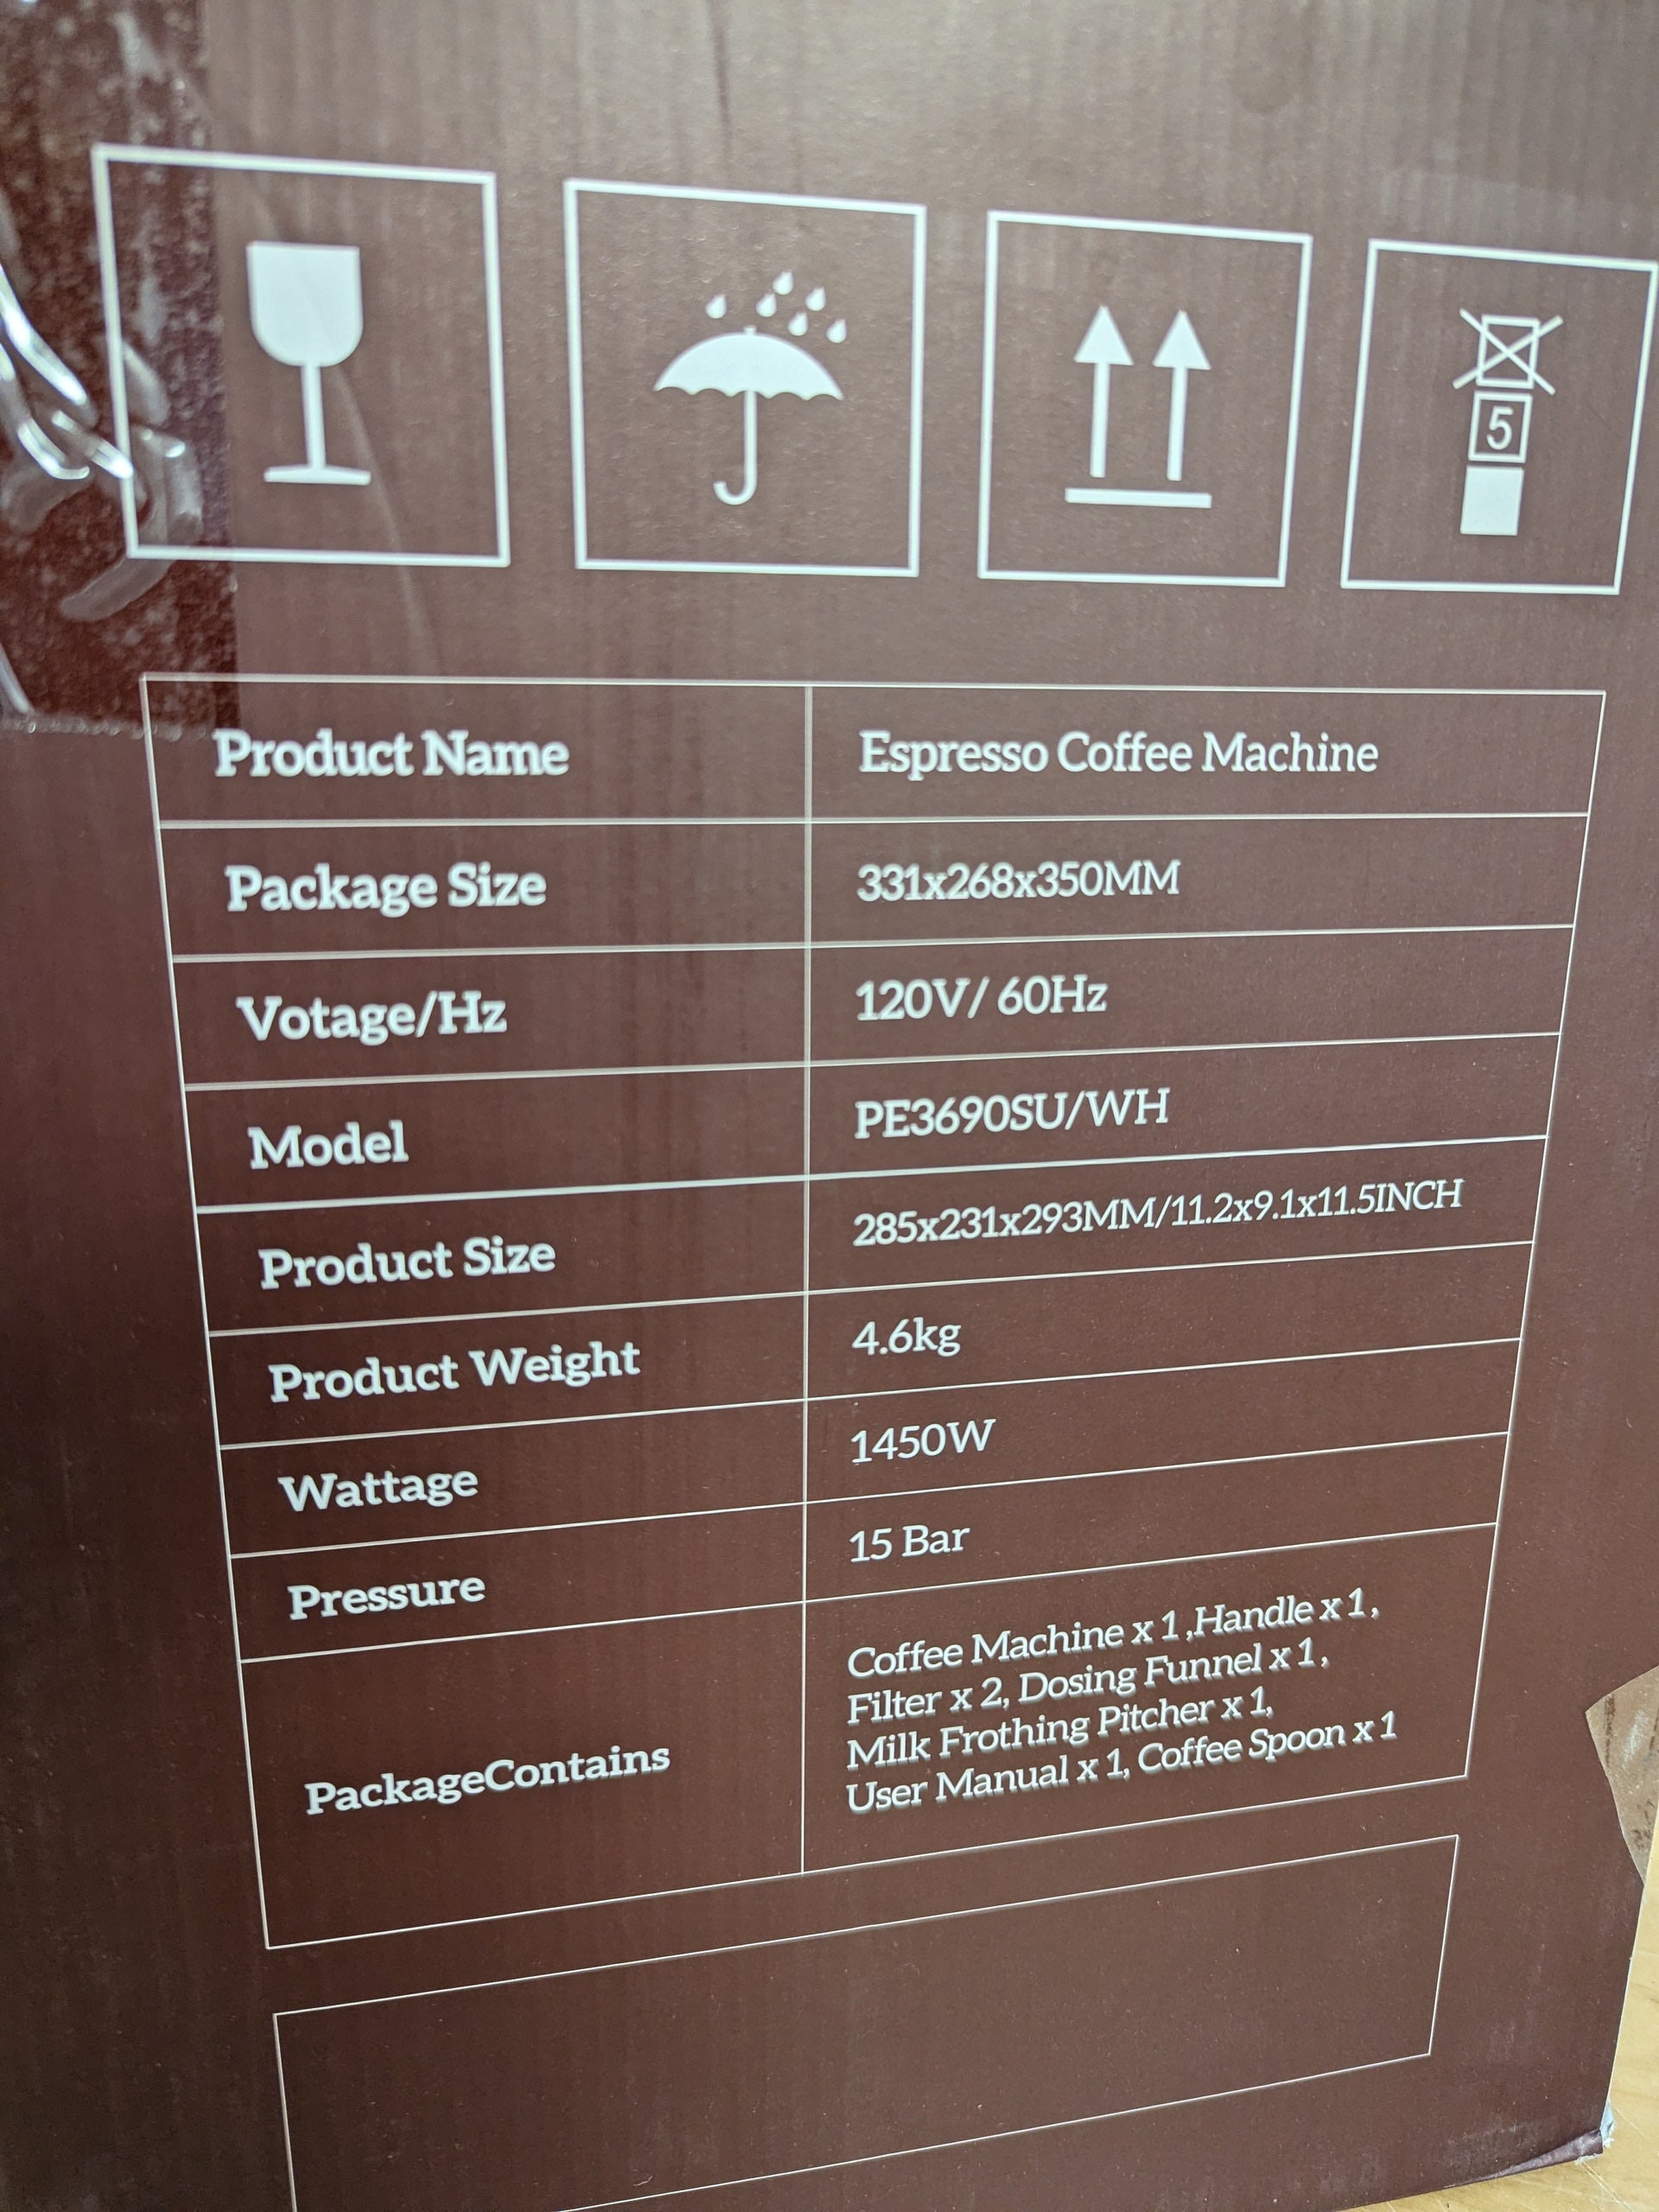 5
Product Name
Espresso Coffee Machine
Package Size
331x268x350MM
Votage/Hz
120V/ 60Hz
Model
PE3690SU/WH
Product Size
285x231x293MM/11.2x9.1x11.5INCH
Product Weight
4.6kg
Wattage
1450W
Pressure
15 Bar
PackageContains
Coffee Machine x 1 ,Handle x 1 ,
Filter x 2, Dosing Funnel x 1 ,
Milk Frothing Pitcher x 1,
User Manual x 1, Coffee Spoon x 1